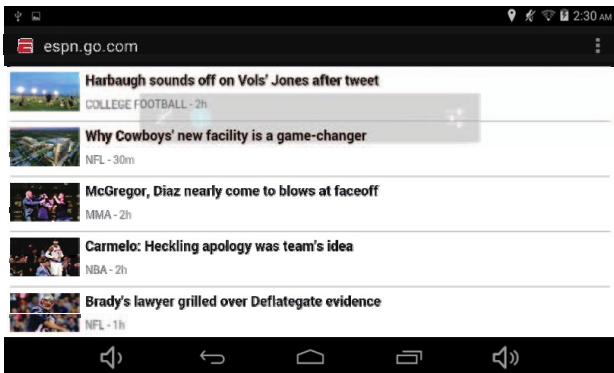 2:30 AM
espn.go.com
Harbaugh sounds off on Vols' Jones after tweet
COLLEGE FOOTBALL - 2h
Why Cowboys' new facility is a game-changer
NFL - 30m
McGregor, Diaz nearly come to blows at faceoff
MMA - 2h
Carmelo: Heckling apology was team's idea
NBA - 2h
Brady's lawyer grilled over Deflategate evidence
NFL - 1h